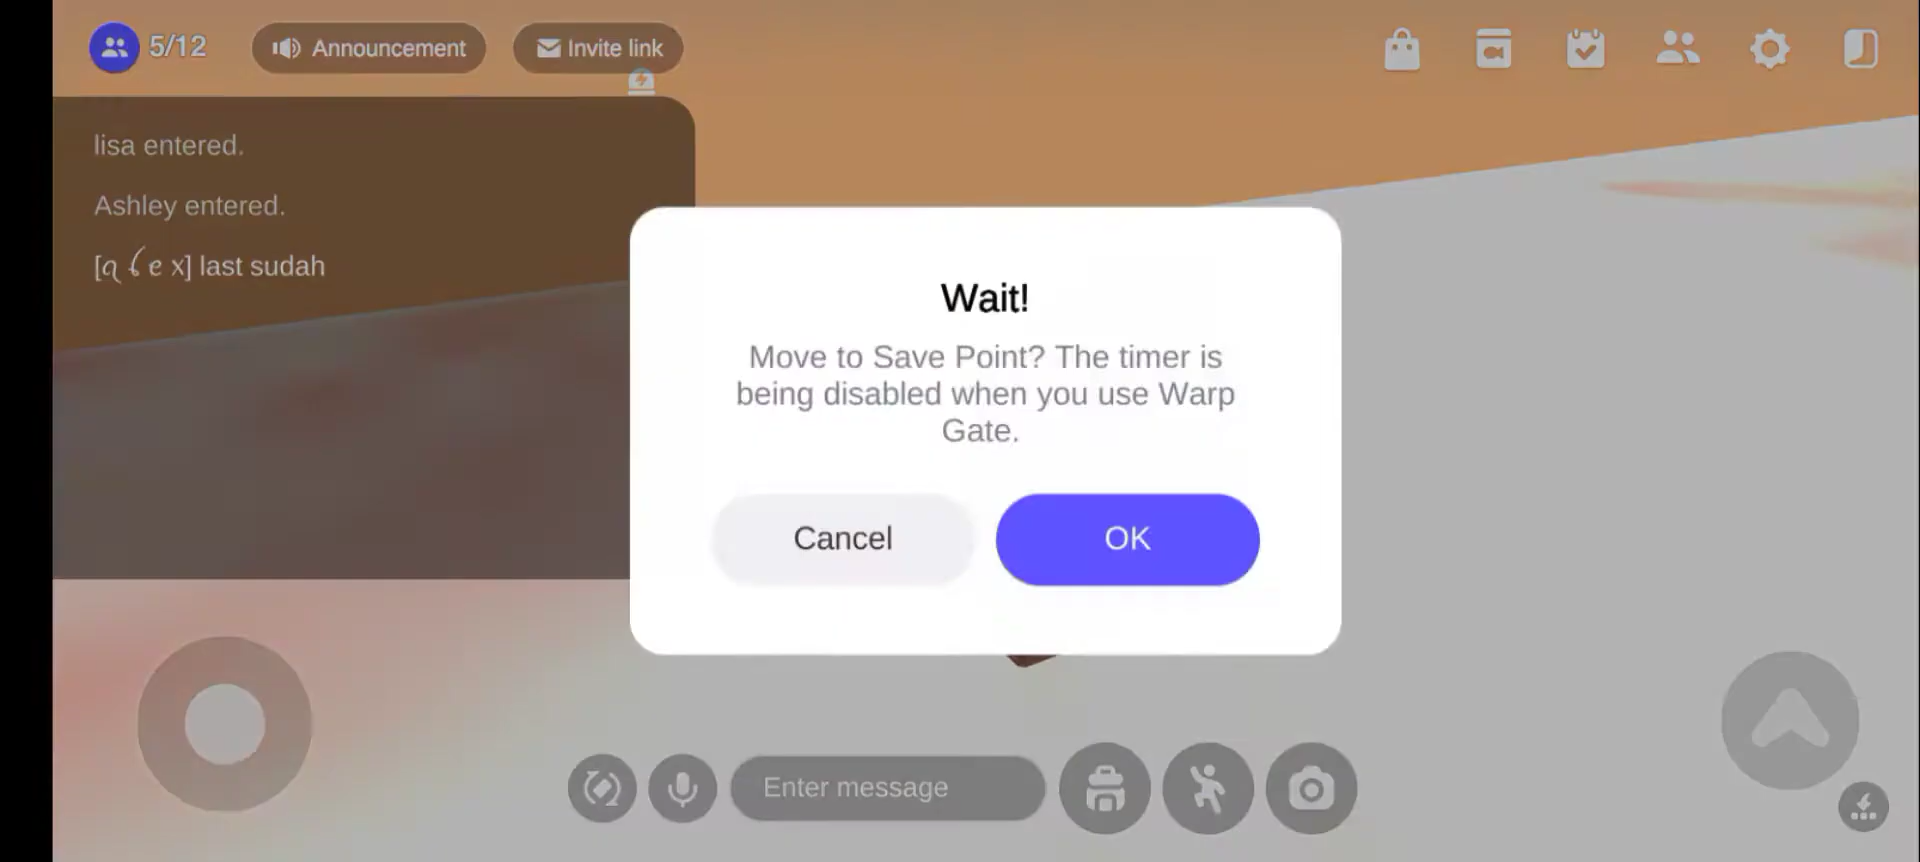 5/12
Announcement
Invite link
lisa entered.
Ashley entered.
last sudah
Wait!
Move to Save Point? The timer is
being disabled when you use Warp
Gate.
Cancel
OK
Enter message